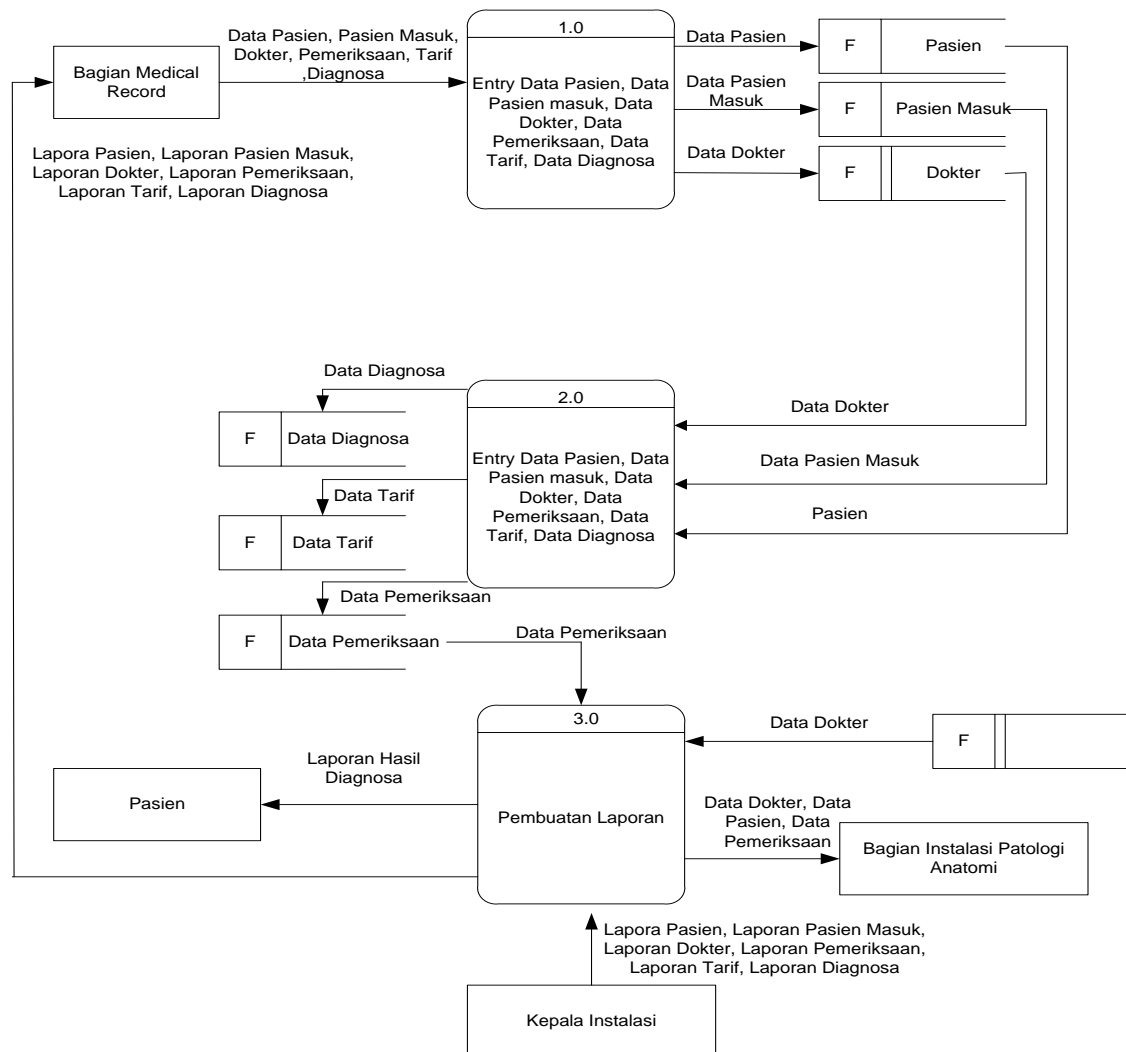 Data Pasien, Pasien Masuk,
Dokter, Pemeriksaan, Tarif
,Diagnosa
Bagian Medical
Record
1.0
Entry Data Pasien, Data
Pasien masuk, Data
Dokter, Data
Pemeriksaan, Data
Tarif, Data Diagnosa
Data Pasien
F
Pasien
Data Pasien
Masuk
F
Pasien Masuk
Data Dokter
F
Dokter
Lapora Pasien, Laporan Pasien Masuk,
Laporan Dokter, Laporan Pemeriksaan,
Laporan Tarif, Laporan Diagnosa
Data Diagnosa
F
Data Diagnosa
Data Tarif
F
Data Tarif
Data Pemeriksaan
F
Data Pemeriksaan
2.0
Entry Data Pasien, Data
Pasien masuk, Data
Dokter, Data
Pemeriksaan, Data
Tarif, Data Diagnosa
Data Dokter
Data Pasien Masuk
Pasien
Data Pemeriksaan
3.0
Pembuatan Laporan
Data Dokter
F
Laporan Hasil
Diagnosa
Pasien
Data Dokter, Data
Pasien, Data
Pemeriksaan
Bagian Instalasi Patologi
Anatomi
Lapora Pasien, Laporan Pasien Masuk,
Laporan Dokter, Laporan Pemeriksaan,
Laporan Tarif, Laporan Diagnosa
Kepala Instalasi